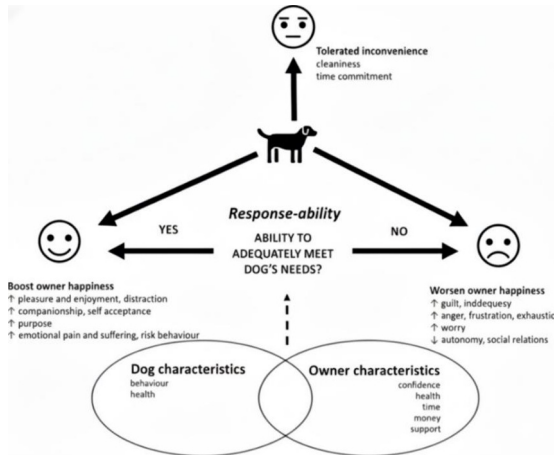 Tolerated inconvenience
cleaniness
time commitment
Response-ability
YES
ABILITY TO
ADEQUATELY MEET
DOG'S NEEDS?
NO
Boost owner happiness
↑ pleasure and enjoyment, distraction
↑ companionship, self acceptance
↑ purpose
↑ emotional pain and suffering, risk behaviour
Worsen owner happiness
↑ guilt, inddequesy
↑ anger, frustration, exhaustic
↑ worry
↓ autonomy, social relations
Dog characteristics
behaviour
health
Owner characteristics
confidence
health
time
money
support